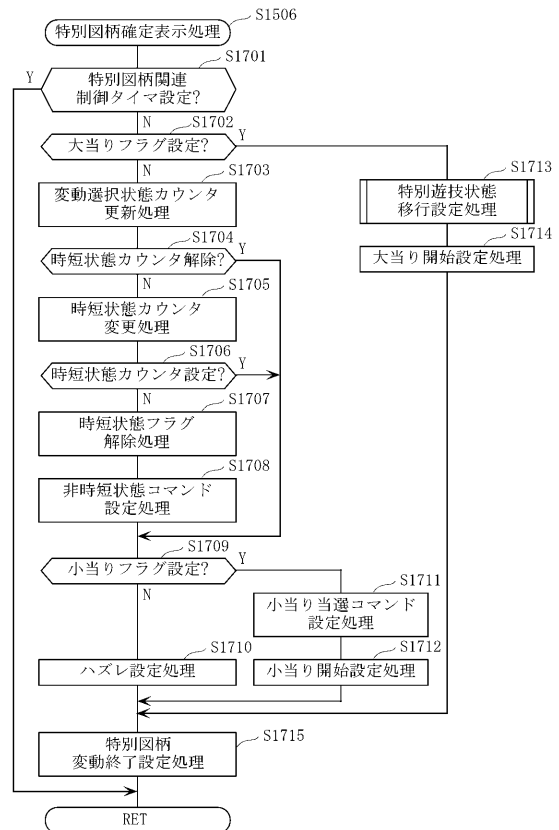 特別図柄確定表示処理
S1506
特別図柄関連
制御タイマ設定?
S1701
Y
N
大当りフラグ設定?
S1702
Y
N
変動選択状態カウンタ
更新処理
S1703
特別遊技状態
移行設定処理
S1713
時短状態カウンタ解除?
S1704
Y
N
大当り開始設定処理
S1714
時短状態カウンタ
変更処理
S1705
時短状態カウンタ設定?
S1706
Y
N
時短状態フラグ
解除処理
S1707
非時短状態コマンド
設定処理
S1708
小当りフラグ設定?
S1709
Y
N
小当り当選コマンド
設定処理
S1711
ハズレ設定処理
S1710
小当り開始設定処理
S1712
特別図柄
変動終了設定処理
S1715
RET